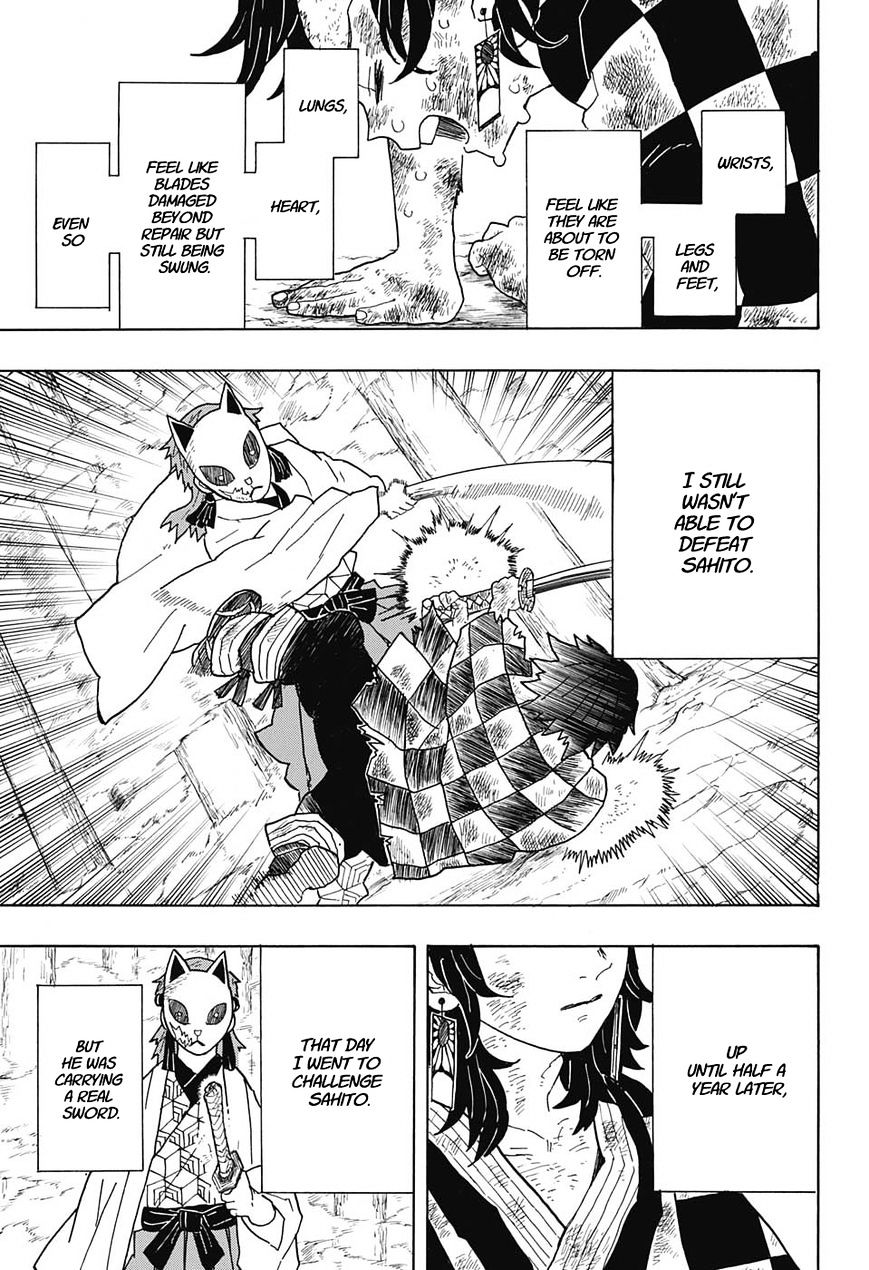 WRISTS,
LEGS
AND
FEET,
FEEL LIKE
THEY ARE
ABOUT TO
BE TORN
OFF.
LUNGS,
HEART,
FEEL LIKE
BLADES
DAMAGED
BEYOND
REPAIR BUT
STILL BEING
SWUNG.
EVEN
SO
I STILL
WASN'T
ABLE TO
DEFEAT
SAHITO.
UP
UNTIL HALF A
YEAR LATER,
THAT DAY
I WENT TO
CHALLENGE
SAHITO.
BUT
HE WAS
CARRYING
A REAL
SWORD.